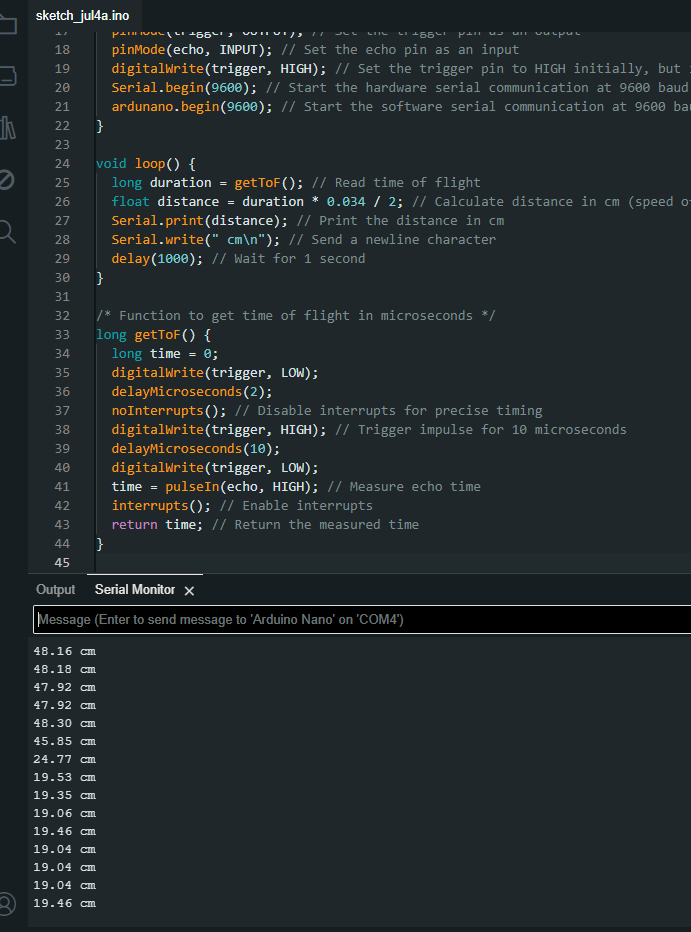 sketch_jul4a.ino
17 pinMode(trigger, OUTPUT); // Set the trigger pin as an output
18 pinMode(echo, INPUT); // Set the echo pin as an input
19 digitalWrite(trigger, HIGH); // Set the trigger pin to HIGH initially, but
20 Serial.begin(9600); // Start the hardware serial communication at 9600 baud
21 ardunano.begin(9600); // Start the software serial communication at 9600 bau
22 }
23
24 void loop() {
25 long duration = getToF(); // Read time of flight
26 float distance = duration * 0.034 / 2; // Calculate distance in cm (speed o
27 Serial.print(distance); // Print the distance in cm
28 Serial.write(" cm\n"); // Send a newline character
29 delay(1000); // Wait for 1 second
30 }
31
32 /* Function to get time of flight in microseconds */
33 long getToF() {
34 long time = 0;
35 digitalWrite(trigger, LOW);
36 delayMicroseconds(2);
37 noInterrupts(); // Disable interrupts for precise timing
38 digitalWrite(trigger, HIGH); // Trigger impulse for 10 microseconds
39 delayMicroseconds(10);
40 digitalWrite(trigger, LOW);
41 time = pulseIn(echo, HIGH); // Measure echo time
42 interrupts(); // Enable interrupts
43 return time; // Return the measured time
44 }
45
Output Serial Monitor
Message (Enter to send message to 'Arduino Nano' on 'COM4')
48.16 cm
48.18 cm
47.92 cm
47.92 cm
48.30 cm
45.85 cm
24.77 cm
19.53 cm
19.35 cm
19.06 cm
19.46 cm
19.04 cm
19.04 cm
19.04 cm
19.46 cm